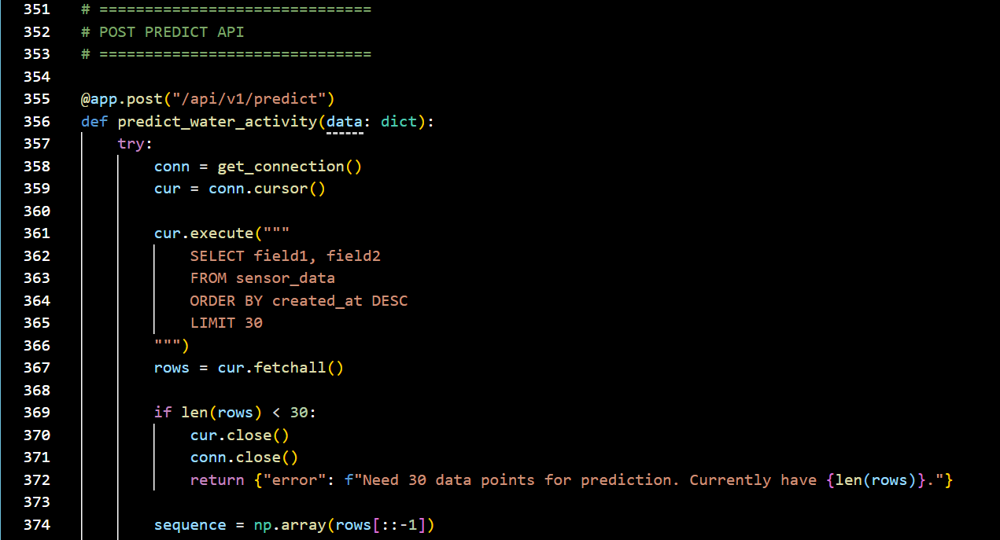 351 # ==============================
352 # POST PREDICT API
353 # ==============================
354
355 @app.post("/api/v1/predict")
356 def predict_water_activity(data: dict):
357     try:
358         conn = get_connection()
359         cur = conn.cursor()
360
361         cur.execute("""
362             SELECT field1, field2
363             FROM sensor_data
364             ORDER BY created_at DESC
365             LIMIT 30
366         """)
367         rows = cur.fetchall()
368
369         if len(rows) < 30:
370             cur.close()
371             conn.close()
372             return {"error": f"Need 30 data points for prediction. Currently have {len(rows)}."}
373
374         sequence = np.array(rows[::-1])